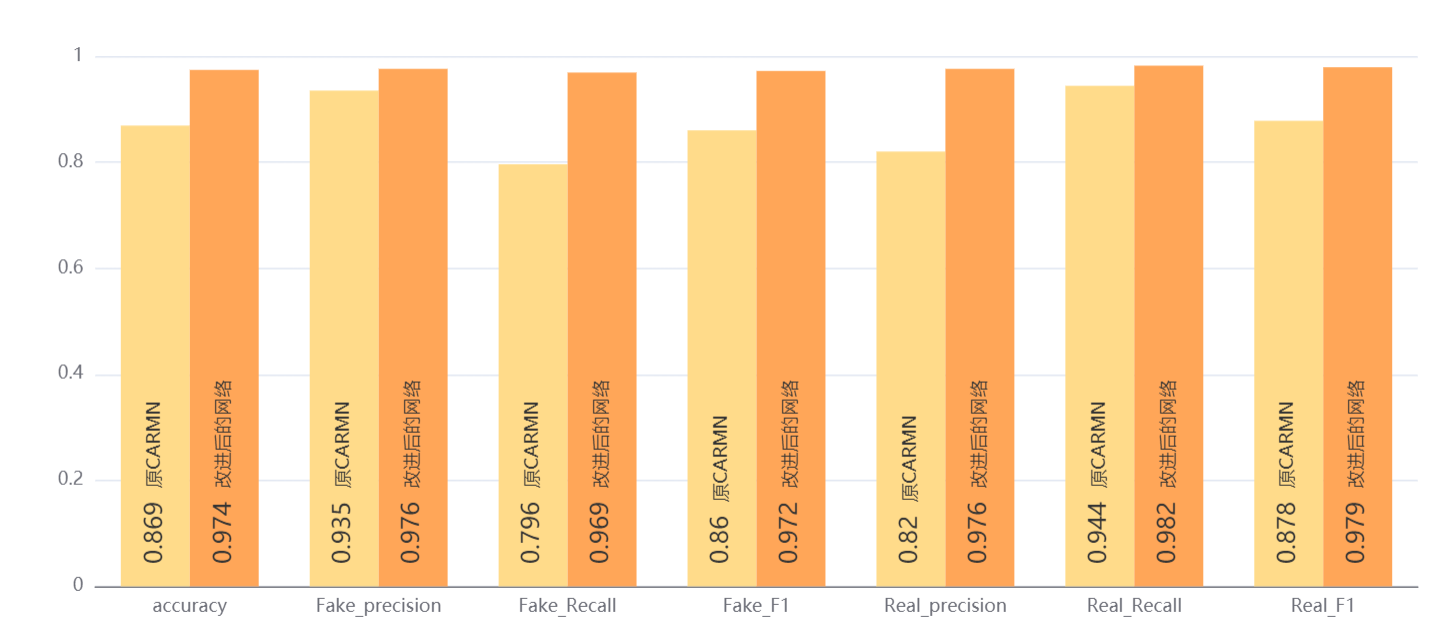 1
0.8
0.6
0.4
0.2
0
0.869 原CARMN
0.974 改进后的网络
0.935 原CARMN
0.976 改进后的网络
0.796 原CARMN
0.969 改进后的网络
0.86 原CARMN
0.972 改进后的网络
0.82 原CARMN
0.976 改进后的网络
0.944 原CARMN
0.982 改进后的网络
0.878 原CARMN
0.979 改进后的网络
accuracy
Fake_precision
Fake_Recall
Fake_F1
Real_precision
Real_Recall
Real_F1